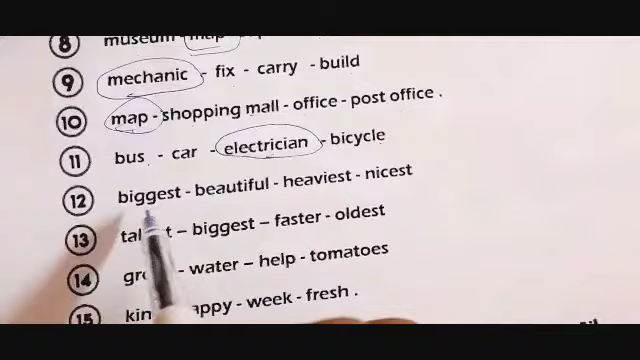 8 museum - map
9 mechanic - fix - carry - build
10 map - shopping mall - office - post office .
11 bus - car - electrician - bicycle
12 biggest - beautiful - heaviest - nicest
13 – biggest – faster - oldest
14 - water – help - tomatoes
15 - week - fresh .